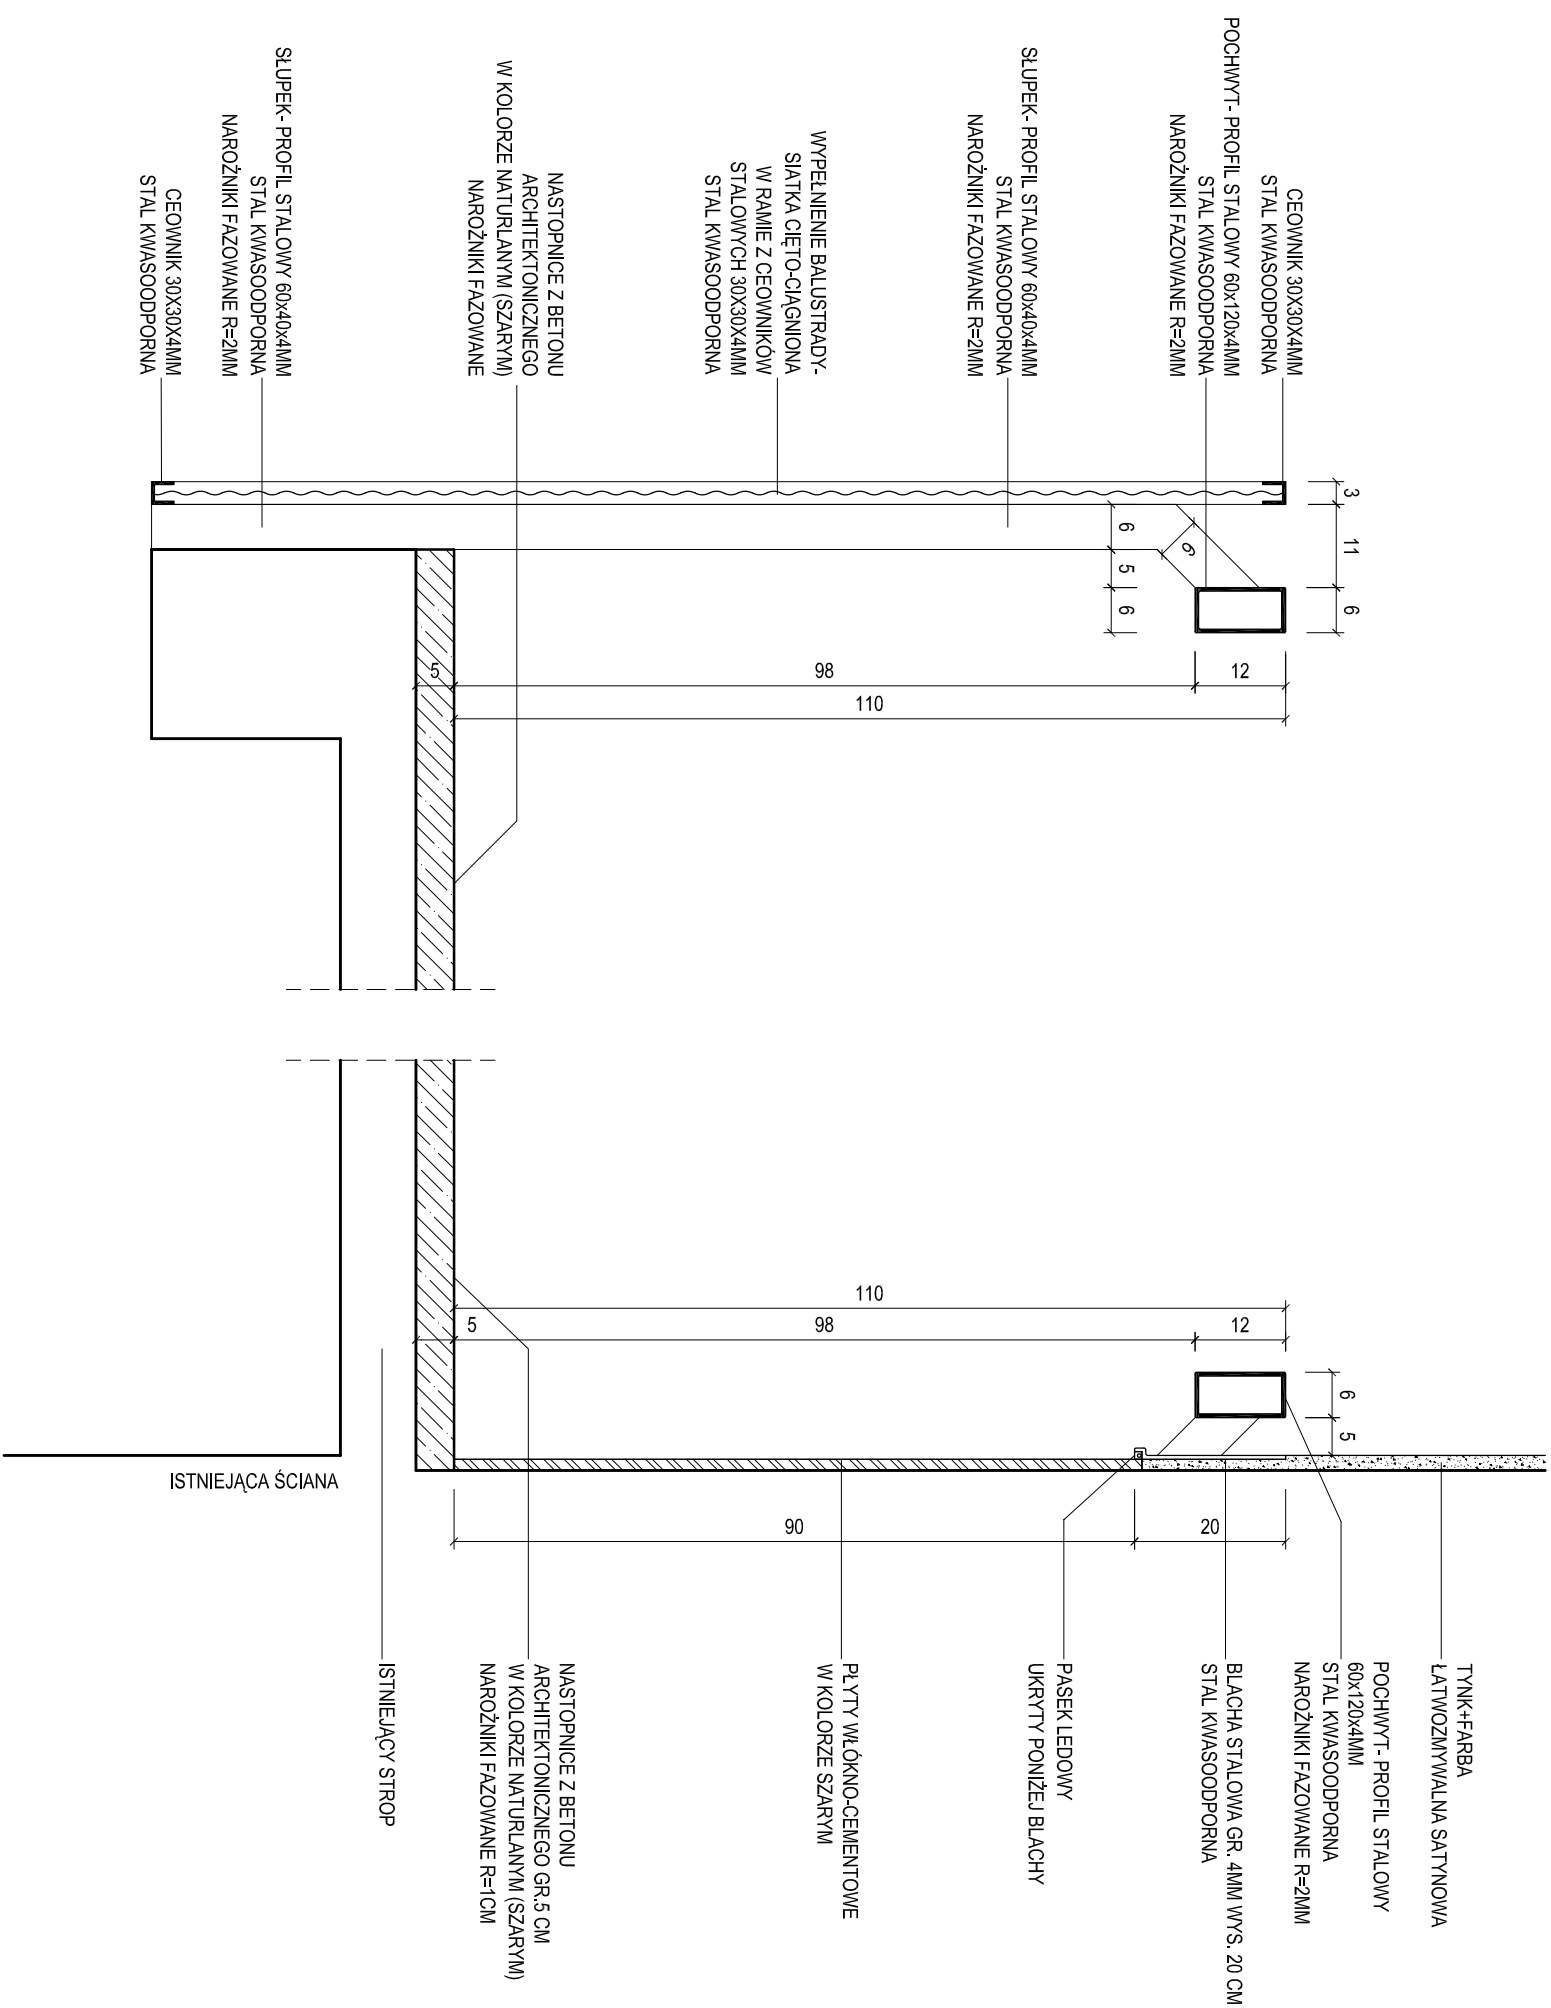 CEOWNIK 30X30X4MM
STAL KWASOODPORNA
POCHWYT- PROFIL STALOWY 60x120x4MM
STAL KWASOODPORNA
NAROŻNIKI FAZOWANE R=2MM
SŁUPEK- PROFIL STALOWY 60x40x4MM
STAL KWASOODPORNA
NAROŻNIKI FAZOWANE R=2MM
WYPEŁNIENIE BALUSTRADY-
SIATKA CIĘTO-CIĄGNIONA
W RAMIE Z CEOWNIKÓW
STALOWYCH 30X30X4MM
STAL KWASOODPORNA
NASTOPNICE Z BETONU
ARCHITEKTONICZNEGO
W KOLORZE NATURLANYM (SZARYM)
NAROŻNIKI FAZOWANE
SŁUPEK- PROFIL STALOWY 60x40x4MM
STAL KWASOODPORNA
NAROŻNIKI FAZOWANE R=2MM
CEOWNIK 30X30X4MM
STAL KWASOODPORNA
3
11
6
6
5
6
9
12
98
5
110
110
12
98
5
6
5
20
90
ISTNIEJĄCA ŚCIANA
TYNK+FARBA
ŁATWOZMYWALNA SATYNOWA
POCHWYT- PROFIL STALOWY
60x120x4MM
STAL KWASOODPORNA
NAROŻNIKI FAZOWANE R=2MM
BLACHA STALOWA GR. 4MM WYS. 20 CM
STAL KWASOODPORNA
PASEK LEDOWY
UKRYTY PONIŻEJ BLACHY
PŁYTY WŁÓKNO-CEMENTOWE
W KOLORZE SZARYM
NASTOPNICE Z BETONU
ARCHITEKTONICZNEGO GR.5 CM
W KOLORZE NATURLANYM (SZARYM)
NAROŻNIKI FAZOWANE R=1CM
ISTNIEJĄCY STROP